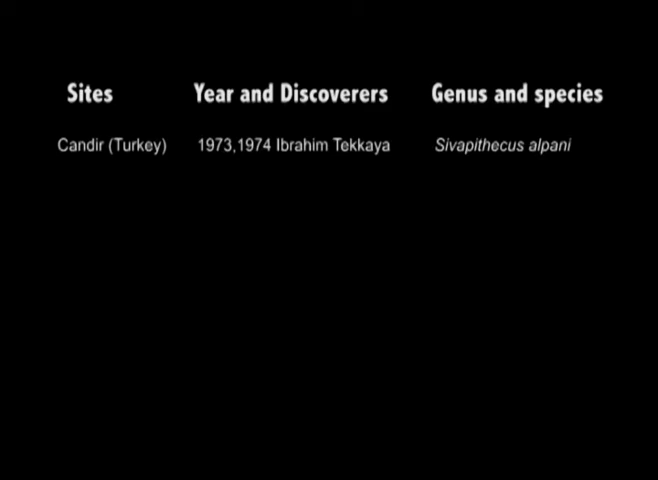 Sites Year and Discoverers Genus and species
Candir (Turkey) 1973,1974 Ibrahim Tekkaya Sivapithecus alpani